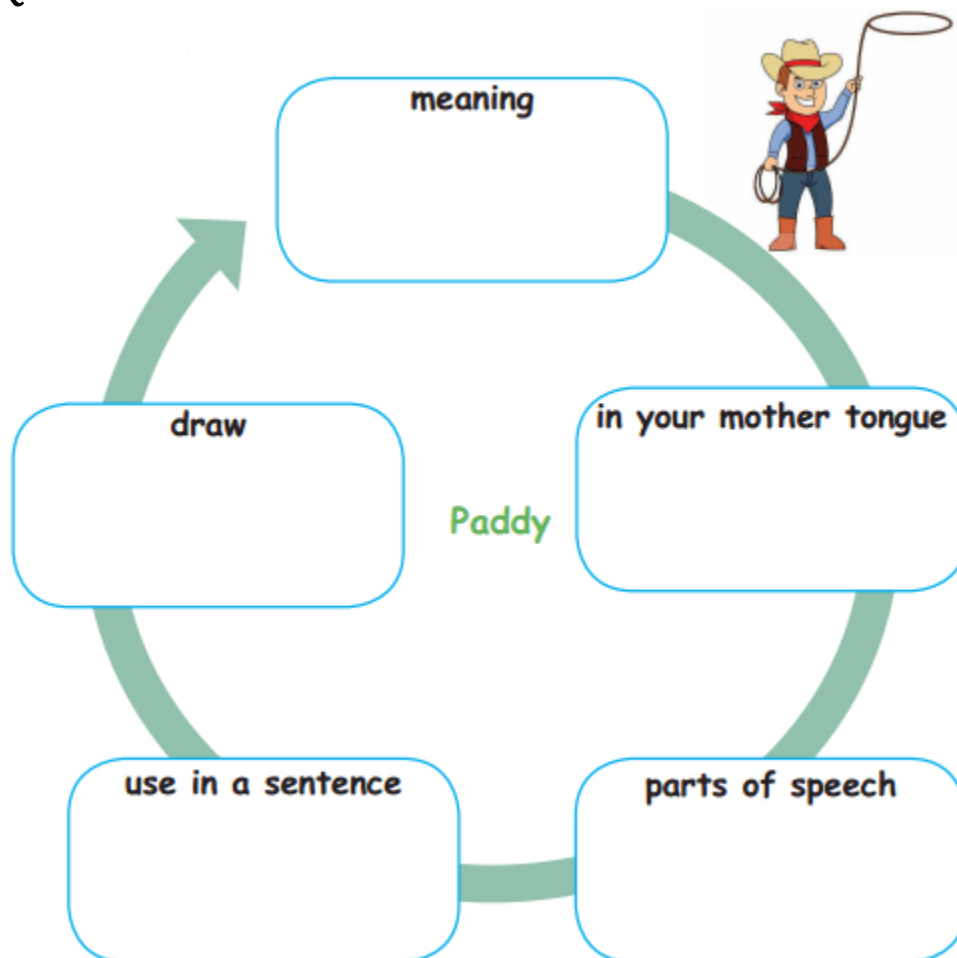 meaning
draw
in your mother tongue
Paddy
use in a sentence
parts of speech